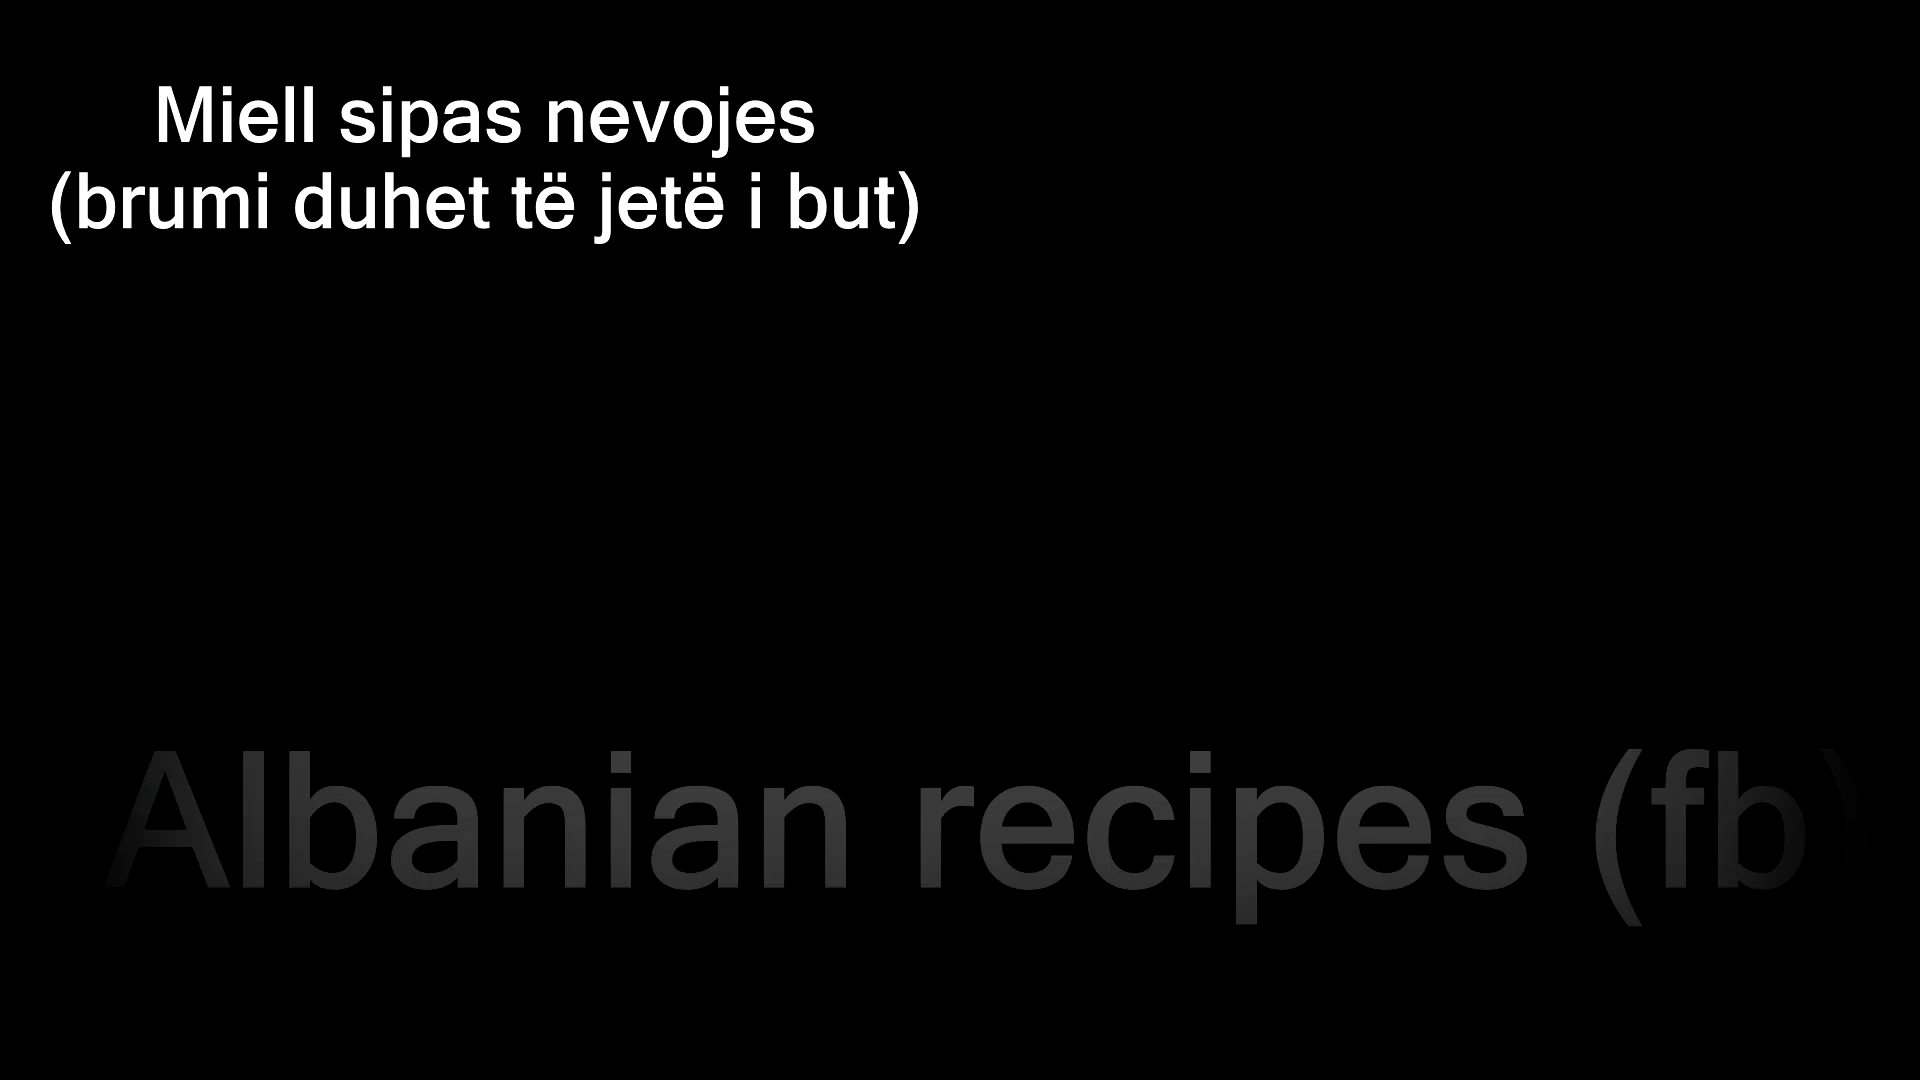 Miell sipas nevojes
(brumi duhet të jetë i but)
Albanian recipes (fb)